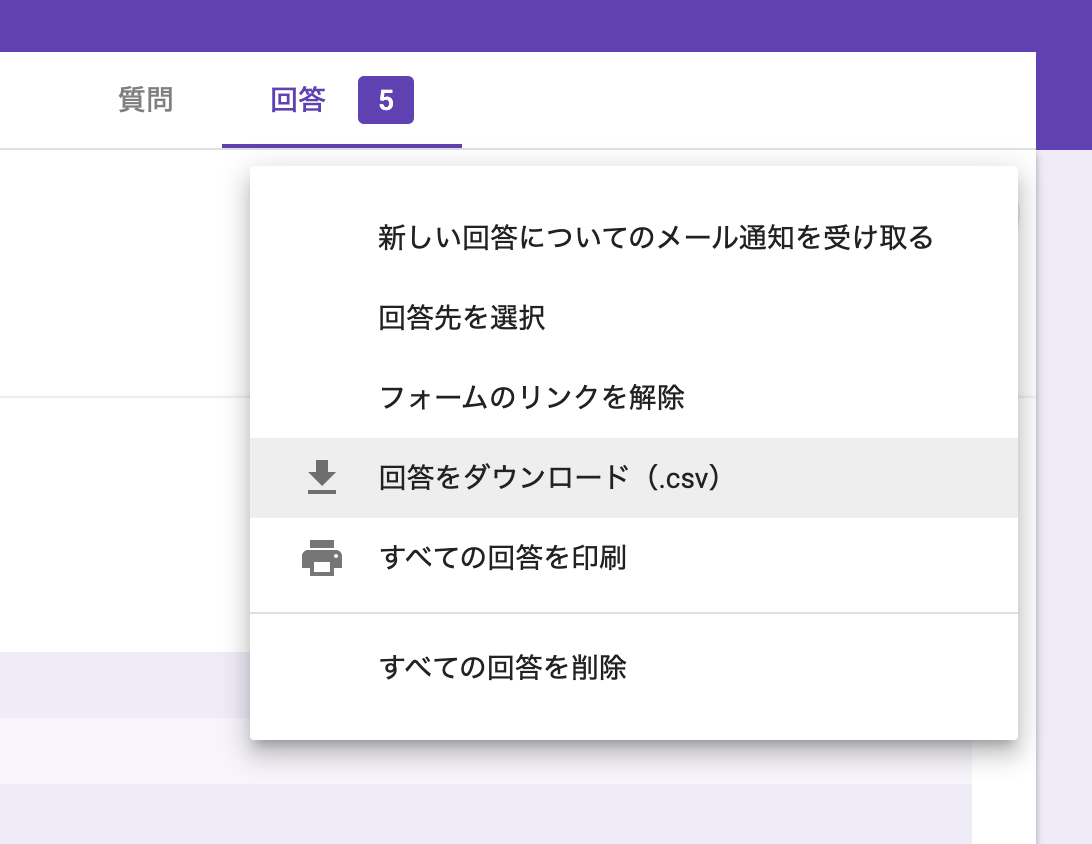 質問 回答 5
新しい回答についてのメール通知を受け取る
回答先を選択
フォームのリンクを解除
回答をダウンロード（.csv）
すべての回答を印刷
すべての回答を削除